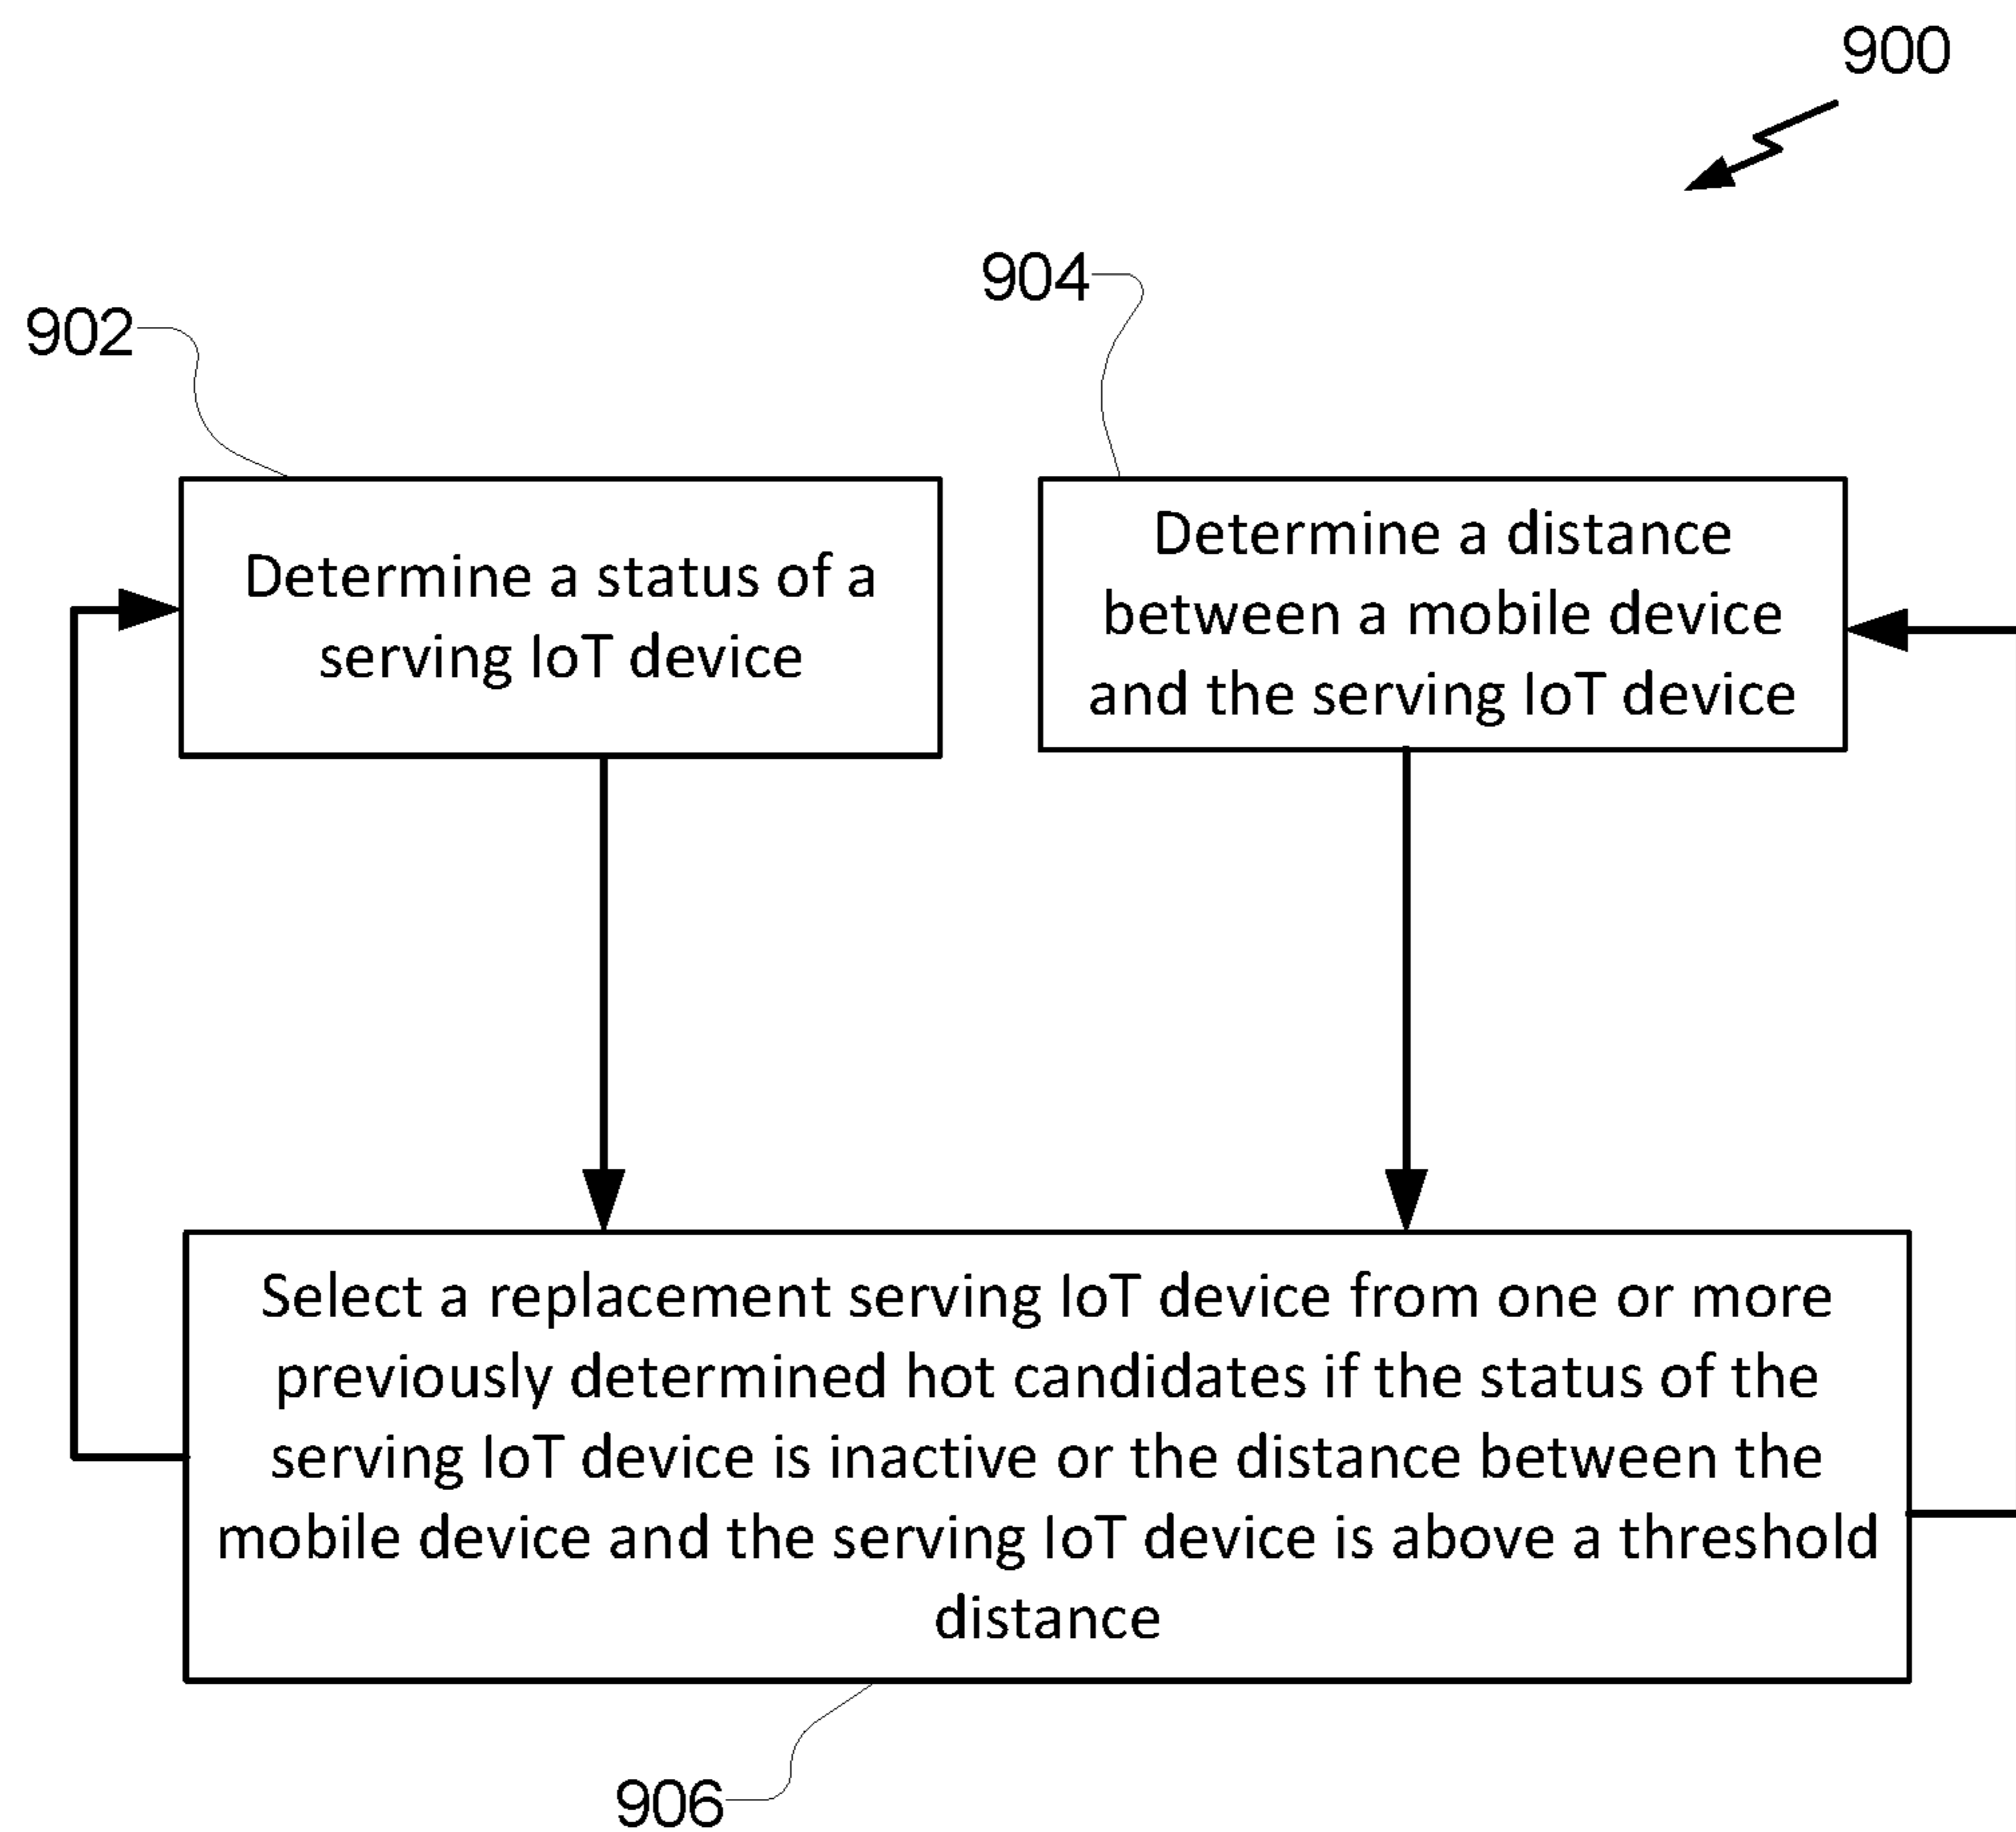 900
904
902
Determine a status of a
serving IoT device
Determine a distance
between a mobile device
and the serving IoT device
Select a replacement serving IoT device from one or more
previously determined hot candidates if the status of the
serving IoT device is inactive or the distance between the
mobile device and the serving IoT device is above a threshold
distance
906